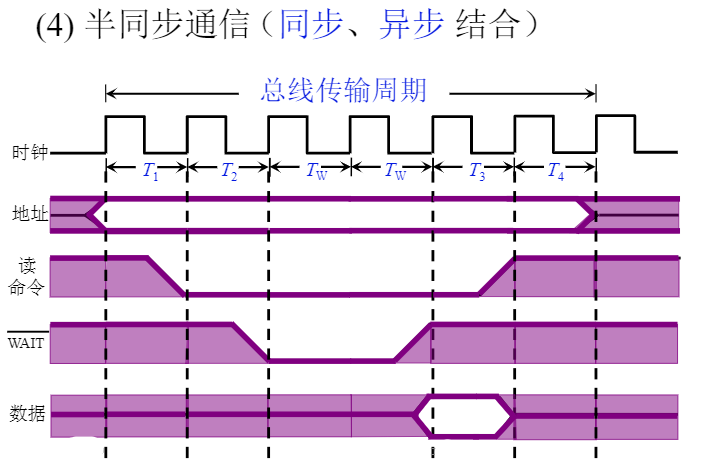 (4) 半同步通信（同步、异步 结合）
总线传输周期
时钟
T1 T2 TW TW T3 T4
地址
读
命令
WAIT
数据